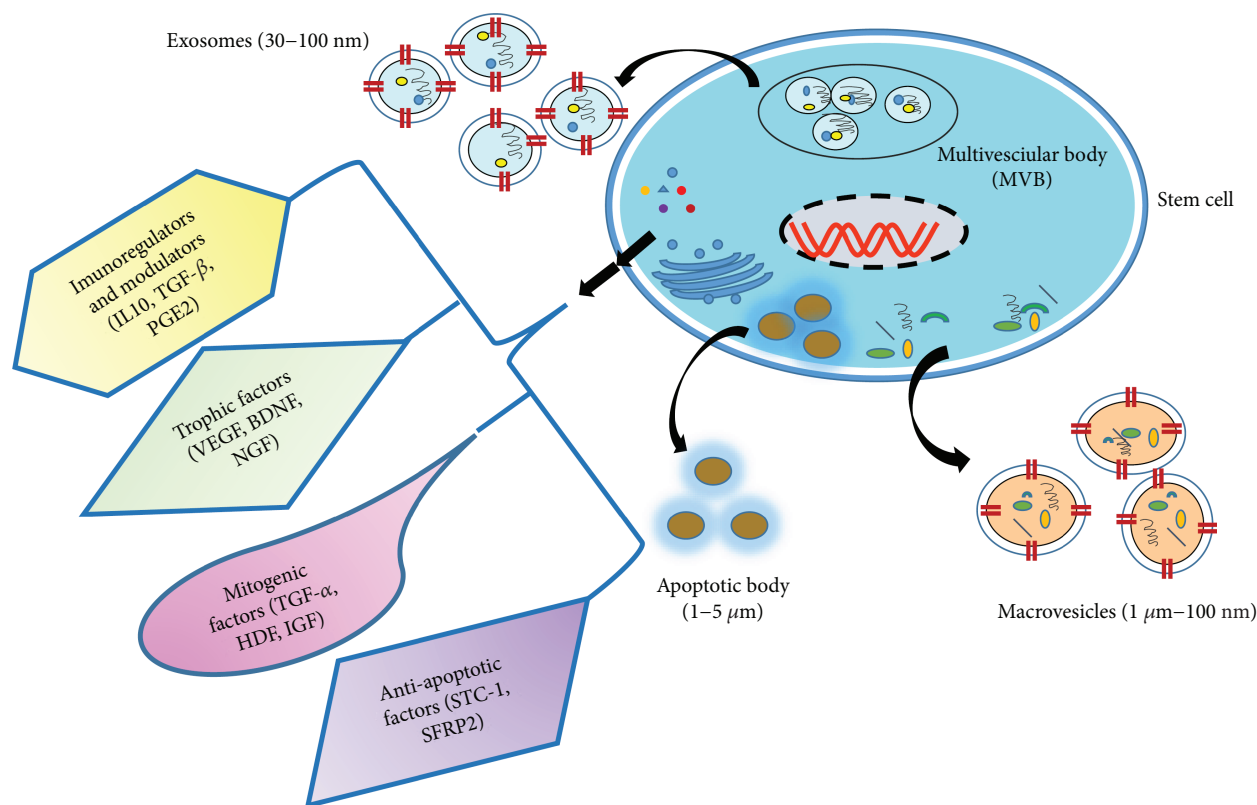 Exosomes (30–100 nm)
Multivesciular body
(MVB)
Stem cell
Imunoregulators
and modulators
(IL10, TGF-β,
PGE2)
Trophic factors
(VEGF, BDNF,
NGF)
Mitogenic
factors (TGF-α,
HDF, IGF)
Anti-apoptotic
factors (STC-1,
SFRP2)
Apoptotic body
(1–5 μm)
Macrovesicles (1 μm–100 nm)